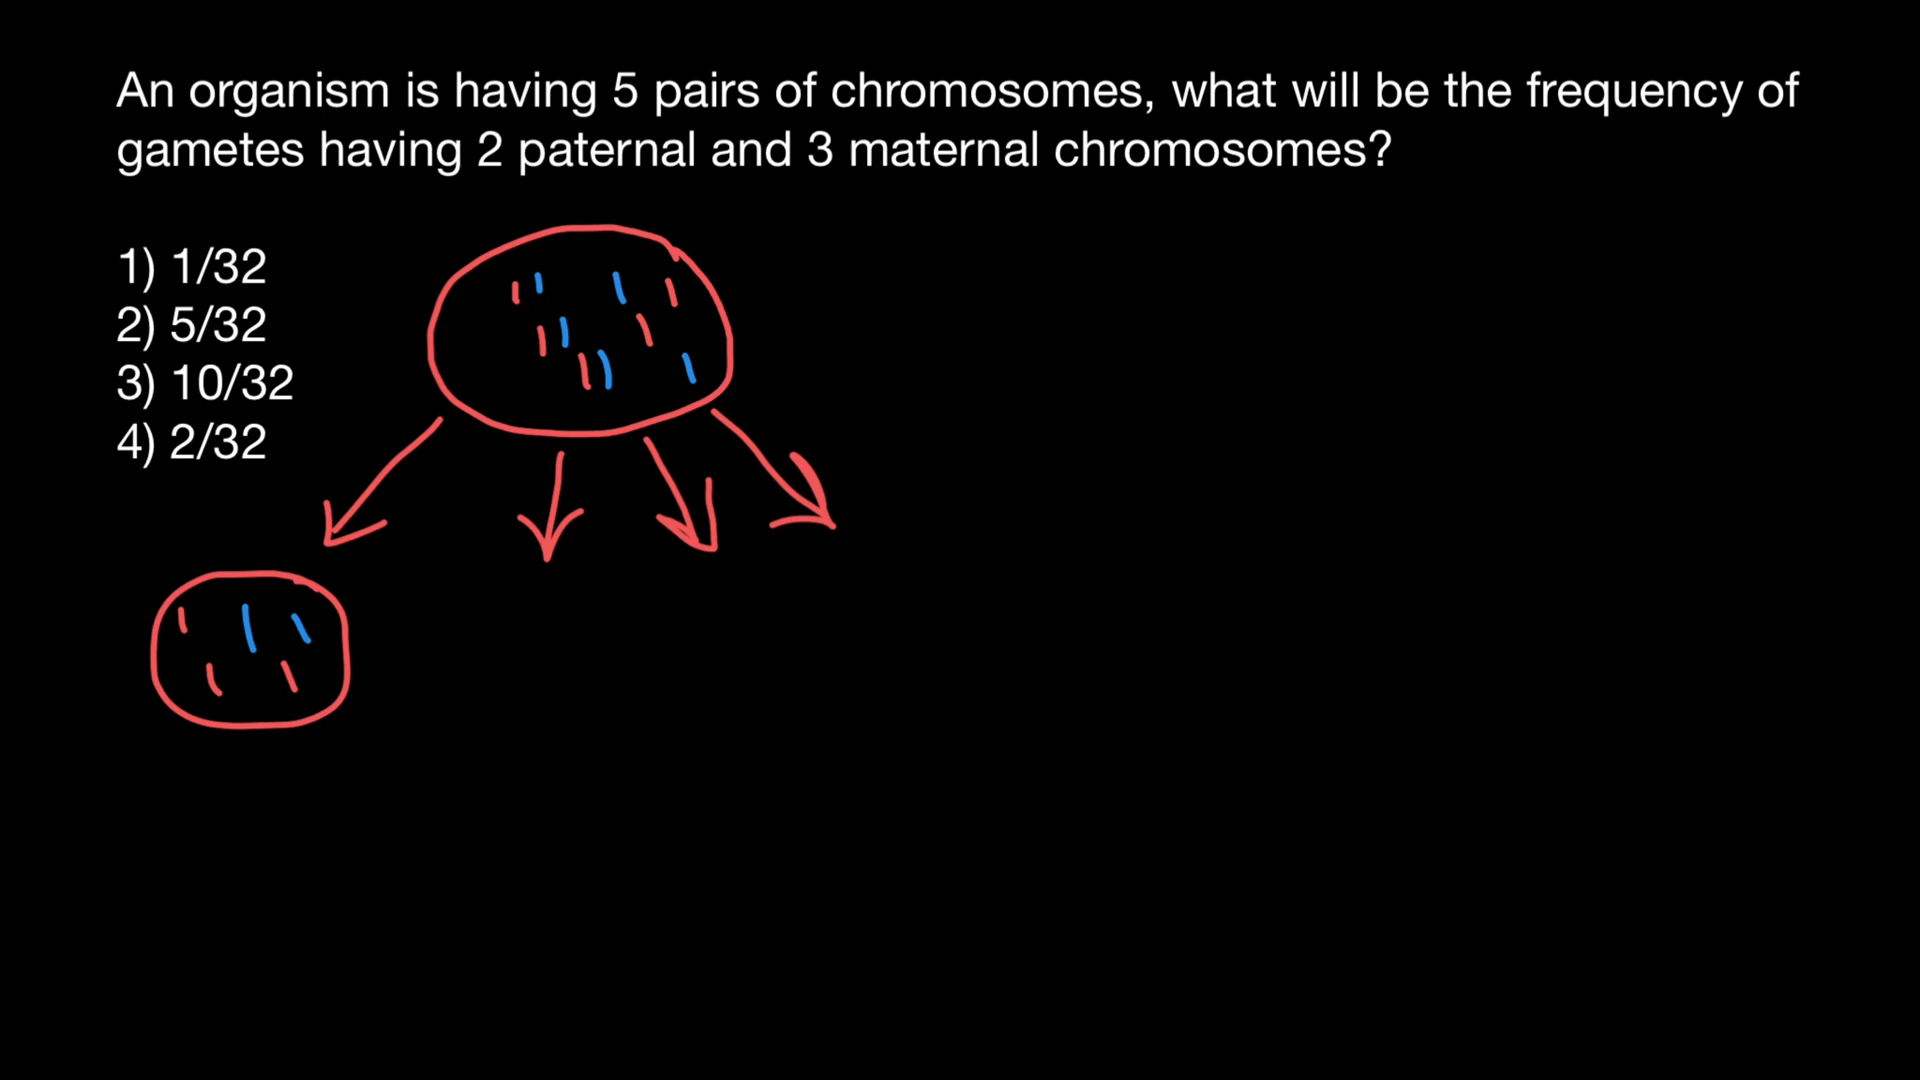 An organism is having 5 pairs of chromosomes, what will be the frequency of
gametes having 2 paternal and 3 maternal chromosomes?
1) 1/32
2) 5/32
3) 10/32
4) 2/32